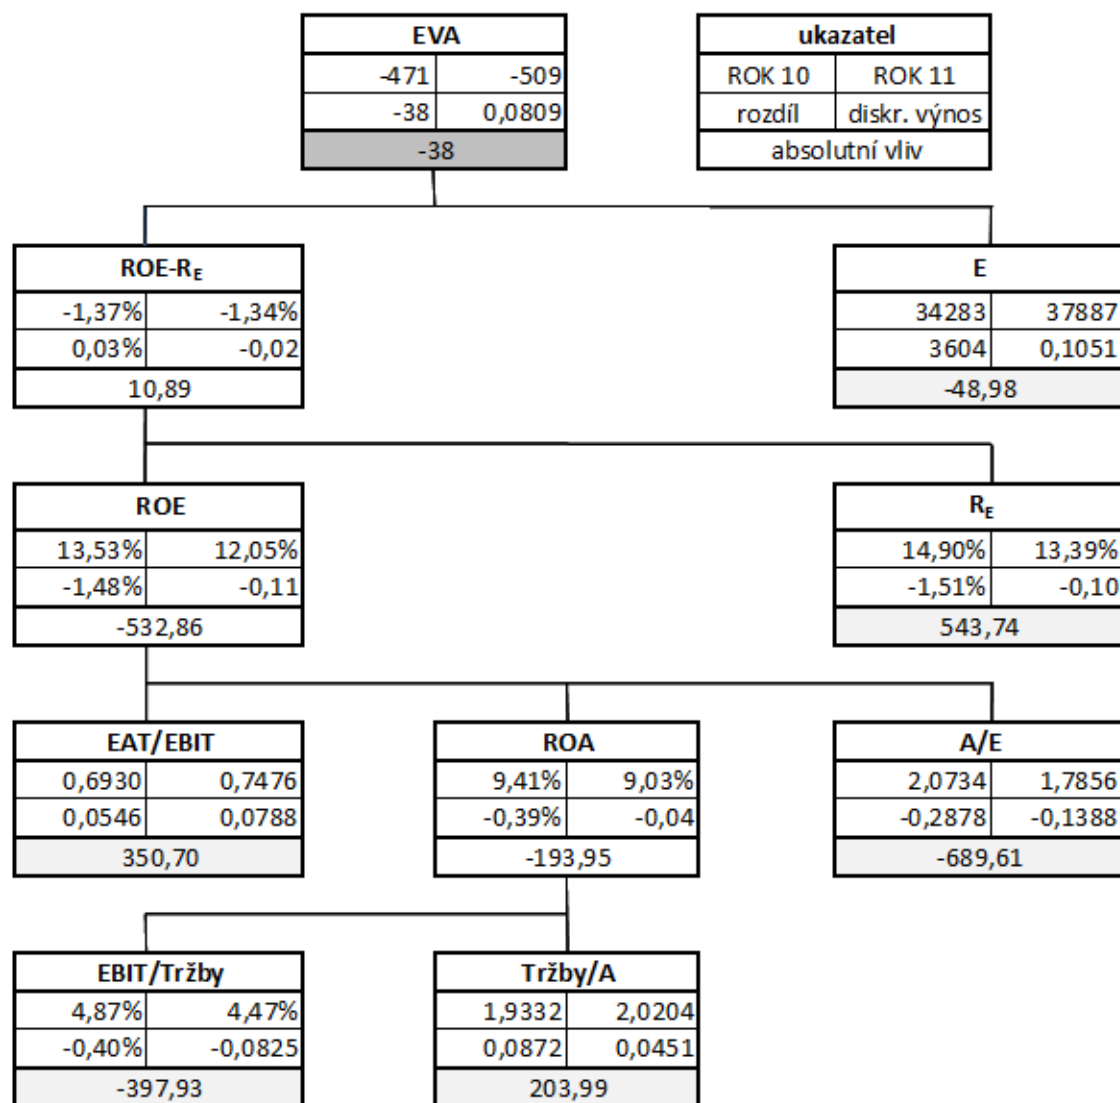 EVA
-471 -509
-38 0,0809
-38
ukazatel
ROK 10 ROK 11
rozdíl diskr. výnos
absolutní vliv
ROE-RE
-1,37% -1,34%
0,03% -0,02
10,89
E
34283 37887
3604 0,1051
-48,98
ROE
13,53% 12,05%
-1,48% -0,11
-532,86
RE
14,90% 13,39%
-1,51% -0,10
543,74
EAT/EBIT
0,6930 0,7476
0,0546 0,0788
350,70
ROA
9,41% 9,03%
-0,39% -0,04
-193,95
A/E
2,0734 1,7856
-0,2878 -0,1388
-689,61
EBIT/Tržby
4,87% 4,47%
-0,40% -0,0825
-397,93
Tržby/A
1,9332 2,0204
0,0872 0,0451
203,99